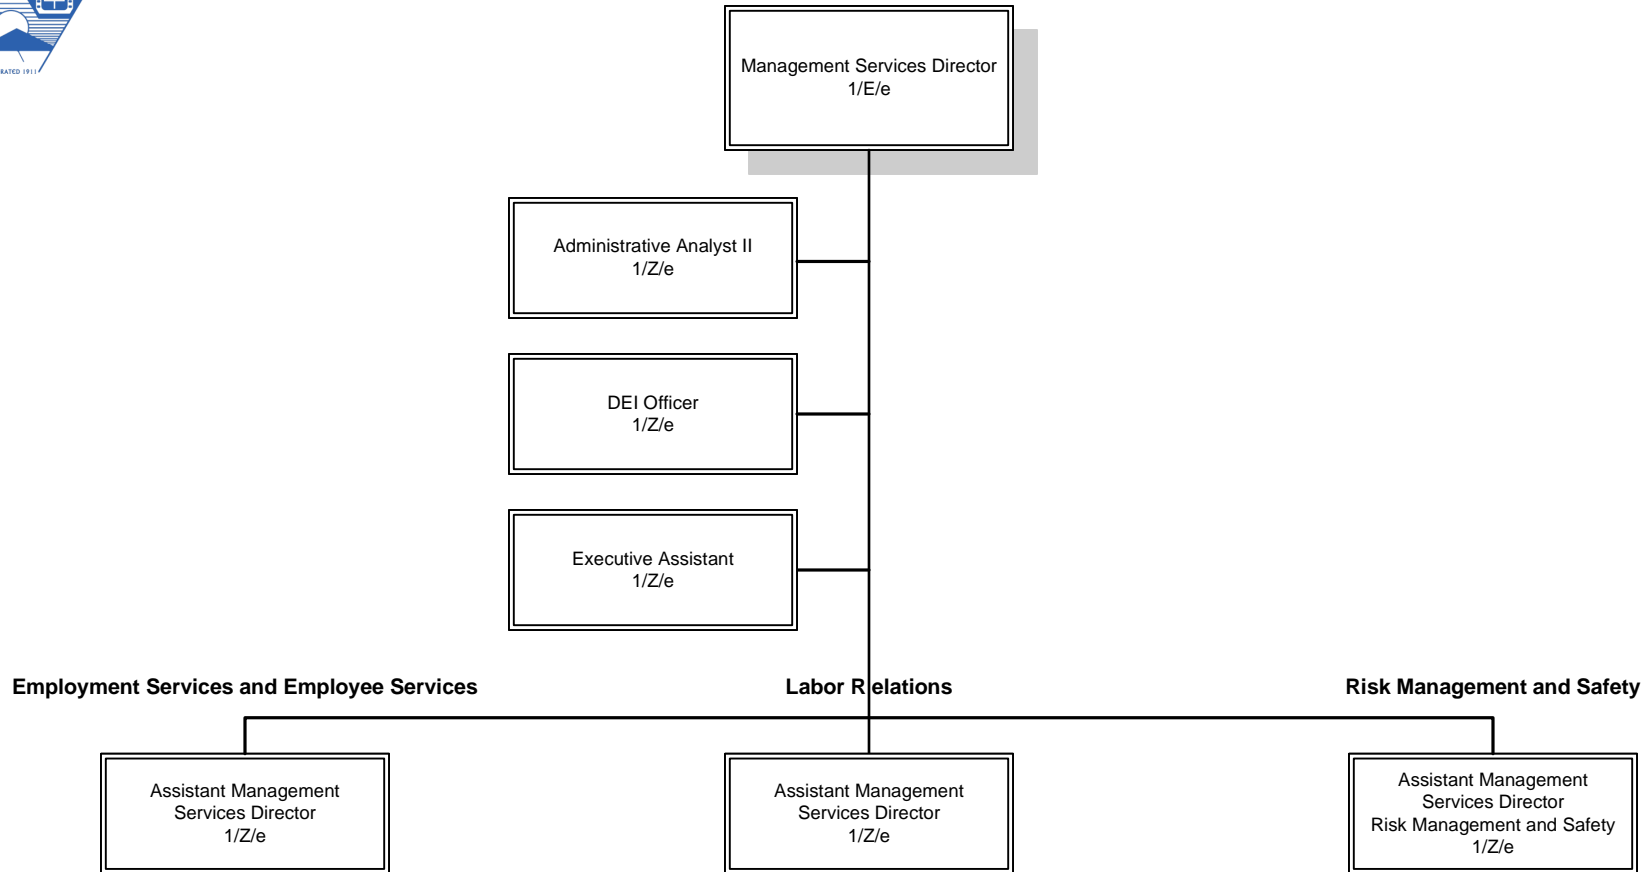 RATED 1911
Management Services Director
1/E/e
Administrative Analyst II
1/Z/e
DEI Officer
1/Z/e
Executive Assistant
1/Z/e
Employment Services and Employee Services
Labor Relations
Risk Management and Safety
Assistant Management
Services Director
1/Z/e
Assistant Management
Services Director
1/Z/e
Assistant Management
Services Director
Risk Management and Safety
1/Z/e